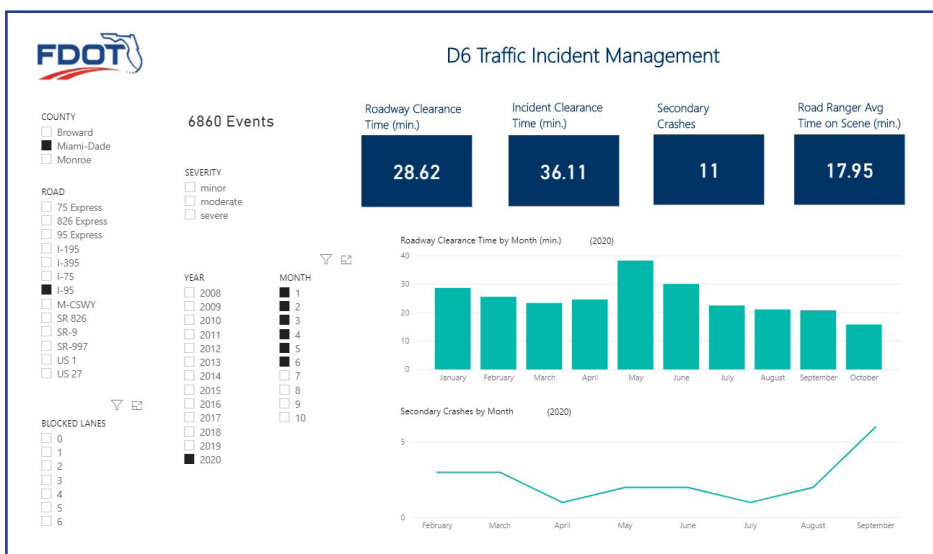 FDOT
D6 Traffic Incident Management
COUNTY
Broward
Miami-Dade
Monroe
6860 Events
Roadway Clearance
Time (min.)
28.62
Incident Clearance
Time (min.)
36.11
Secondary
Crashes
11
Road Ranger Avg
Time on Scene (min.)
17.95
SEVERITY
minor
moderate
severe
ROAD
75 Express
826 Express
95 Express
I-195
I-395
I-75
I-95
M-CSWY
SR 826
SR-9
SR-997
US 1
US 27
YEAR
2008
2009
2010
2011
2012
2013
2014
2015
2016
2017
2018
2019
2020
MONTH
1
2
3
4
5
6
7
8
9
10
BLOCKED LANES
0
1
2
3
4
5
6
Roadway Clearance Time by Month (min.) (2020)
40
30
20
10
0
January February March April May June July August September October
Secondary Crashes by Month (2020)
5
0
February March April May June July August September